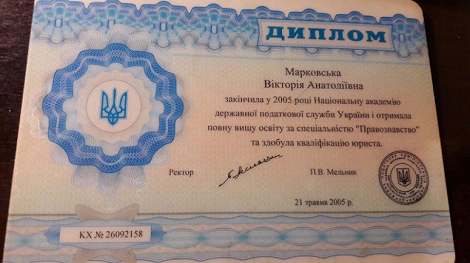 ДИПЛОМ
Марковська
Вікторія Анатоліївна
закінчила у 2005 році Національну академію
державної податкової служби України і отримала
повну вищу освіту за спеціальністю "Правознавство"
та здобула кваліфікацію юриста.
Ректор П.В. Мельник
21 травня 2005 р.
КХ № 26092158